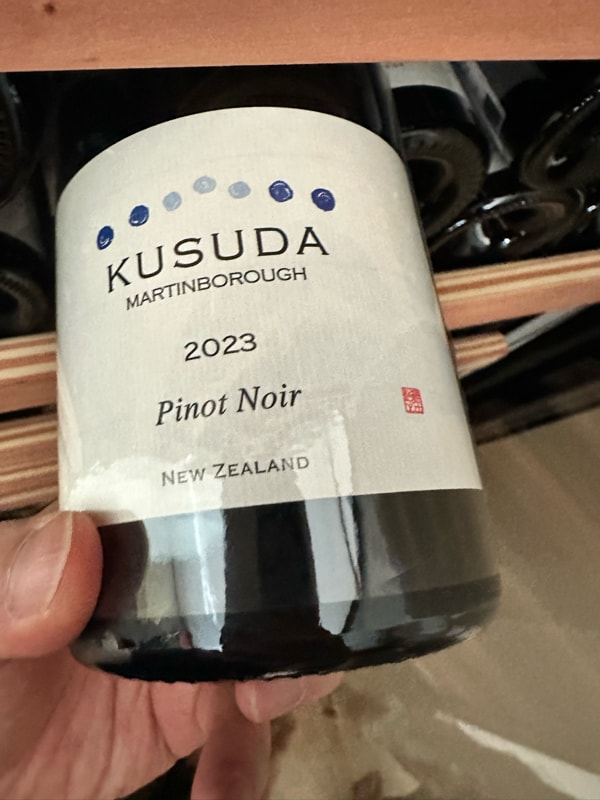 KUSUDA
MARTINBOROUGH
2023
Pinot Noir
NEW ZEALAND